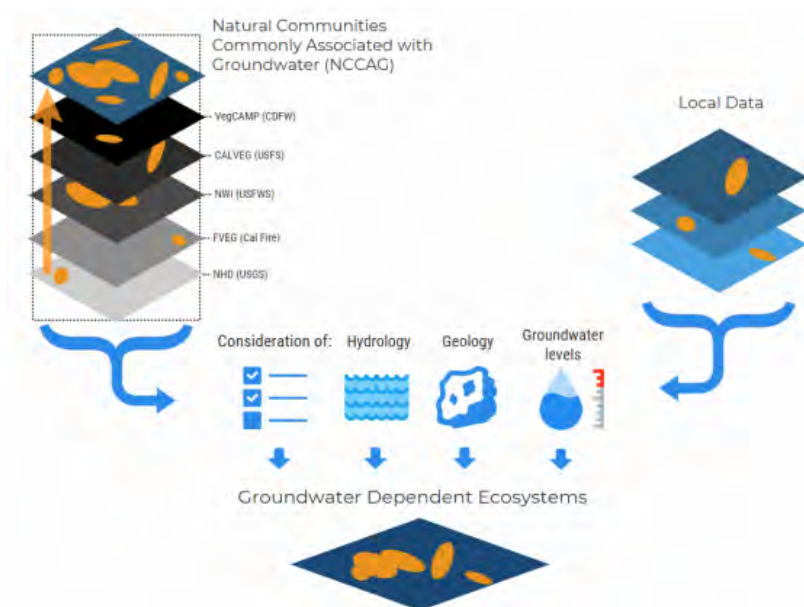 Natural Communities
Commonly Associated with
Groundwater (NCCAG)
VegCAMP (CDFW)
CALVEG (USFS)
NWI (USFWS)
FVEG (Cal Fire)
NHD (USGS)
Local Data
Consideration of:
Hydrology
Geology
Groundwater
levels
Groundwater Dependent Ecosystems